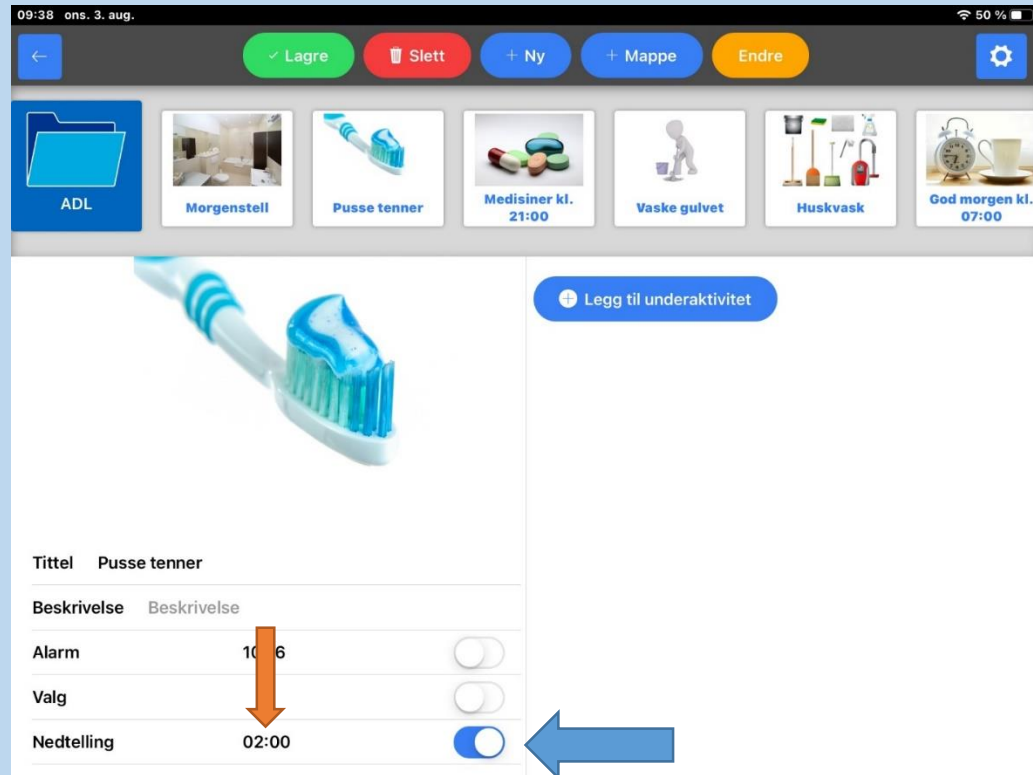 09:38 ons. 3. aug.
50 %
Lagre
Slett
+ Ny
+ Mappe
Endre
ADL
Morgenstell
Pusse tenner
Medisiner kl.
21:00
Vaske gulvet
Huskvask
God morgen kl.
07:00
Legg til underaktivitet
Tittel Pusse tenner
Beskrivelse Beskrivelse
Alarm
Valg
Nedtelling 02:00